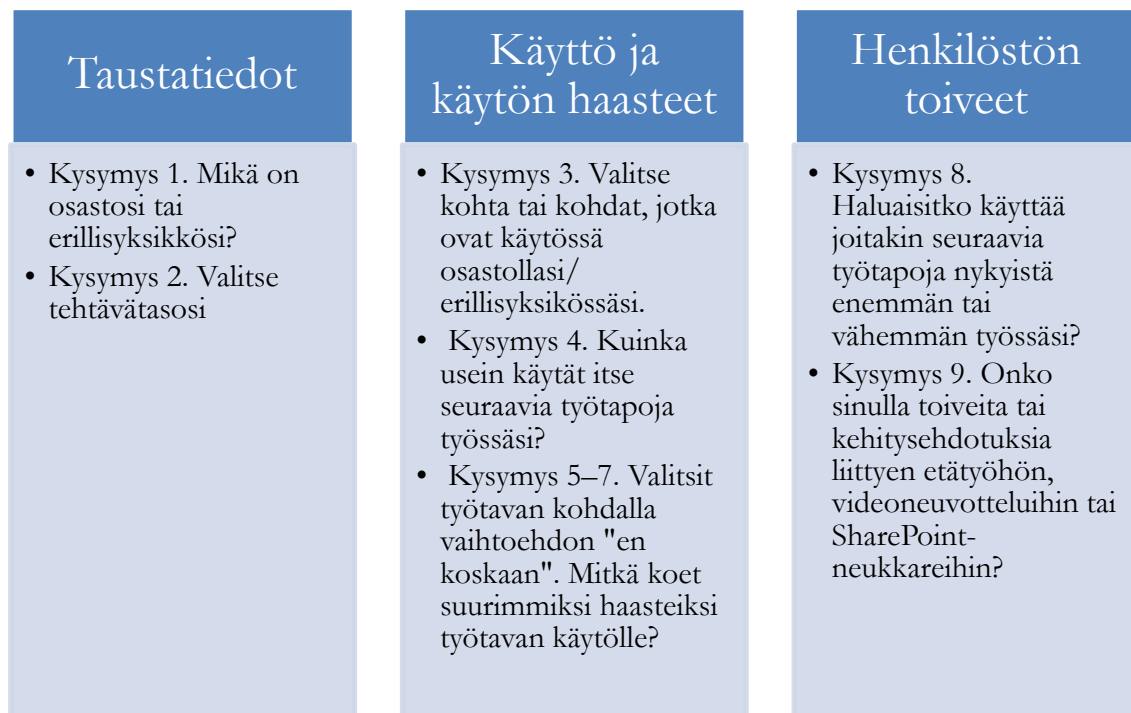 Taustatiedot
• Kysymys 1. Mikä on
osastosi tai
erillisyksikkösi?
• Kysymys 2. Valitse
tehtävätasosi
Käyttö ja
käytön haasteet
• Kysymys 3. Valitse
kohta tai kohdat, jotka
ovat käytössä
osastollasi/
erillisyksikössäsi.
• Kysymys 4. Kuinka
usein käytät itse
seuraavia työtapoja
työssäsi?
• Kysymys 5–7. Valitsit
työtavan kohdalla
vaihtoehdon "en
koskaan". Mitkä koet
suurimmiksi haasteiksi
työtavan käytölle?
Henkilöstön
toiveet
• Kysymys 8.
Haluaisitko käyttää
joitakin seuraavia
työtapoja nykyistä
enemmän tai
vähemmän työssäsi?
• Kysymys 9. Onko
sinulla toiveita tai
kehitysehdotuksia
liittyen etätyöhön,
videoneuvotteluihin tai
SharePoint-
neukkareihin?